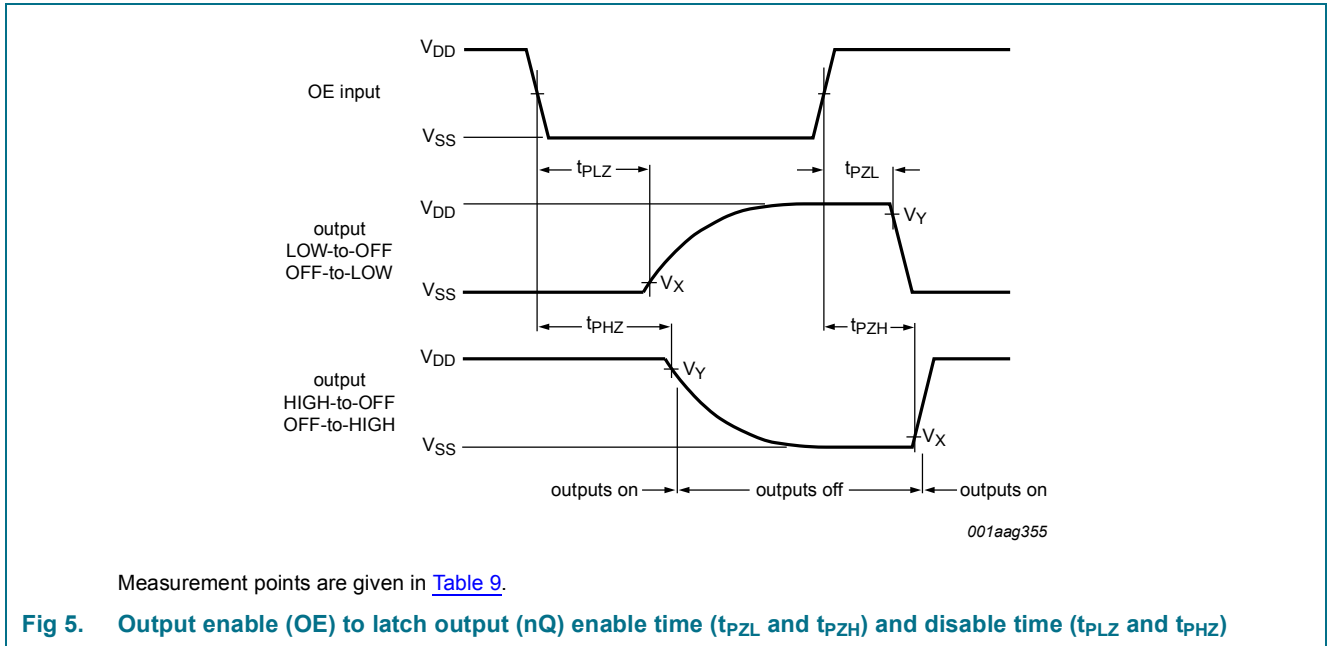 VDD
OE input
VSS
tPLZ
tPZL
VDD
VY
output
LOW-to-OFF
OFF-to-LOW
VX
VSS
tPHZ
tPZH
VDD
VY
output
HIGH-to-OFF
OFF-to-HIGH
VX
VSS
outputs on
outputs off
outputs on
001aag355
Measurement points are given in Table 9.
Fig 5. Output enable (OE) to latch output (nQ) enable time (tPZL and tPZH) and disable time (tPLZ and tPHZ)